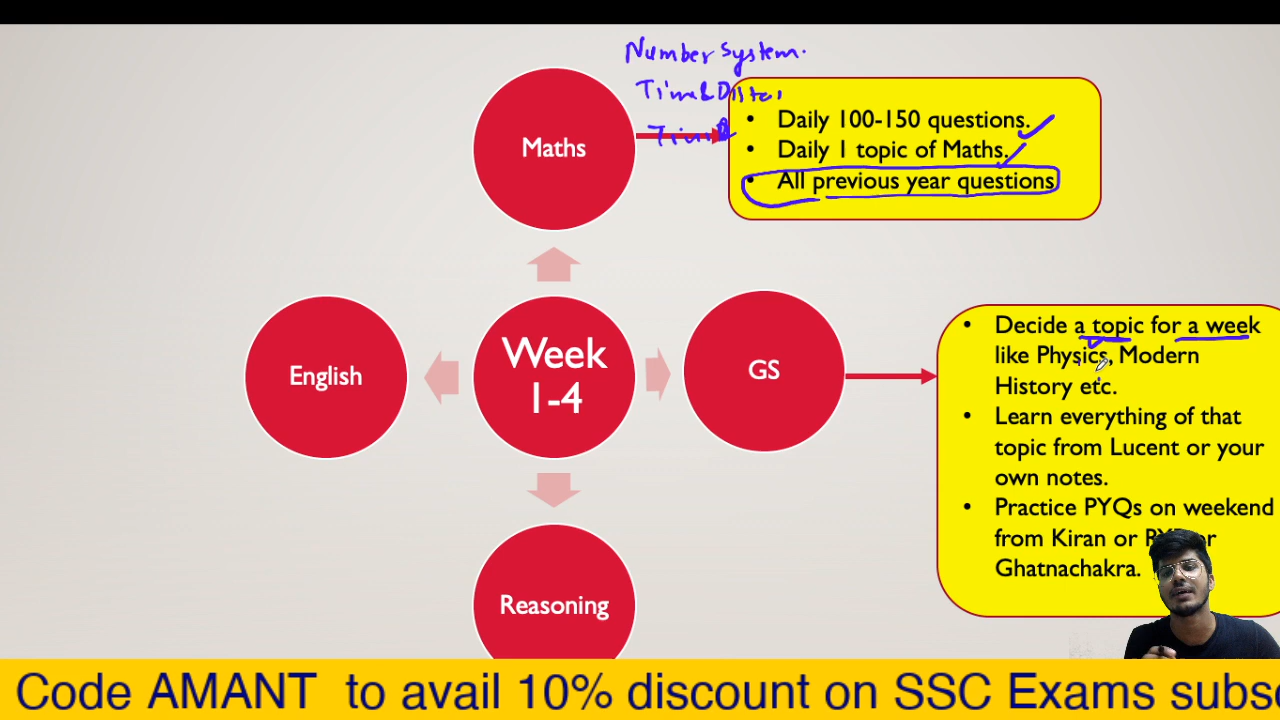 Number System.
Time & Dista
Maths
Daily 100-150 questions.
Daily 1 topic of Maths.
All previous year questions
English
Week
1-4
GS
Decide a topic for a week
like Physics, Modern
History etc.
Learn everything of that
topic from Lucent or your
own notes.
Practice PYQs on weekend
from Kiran or
Ghatnachakra.
Reasoning
Code AMANT to avail 10% discount on SSC Exams subsc